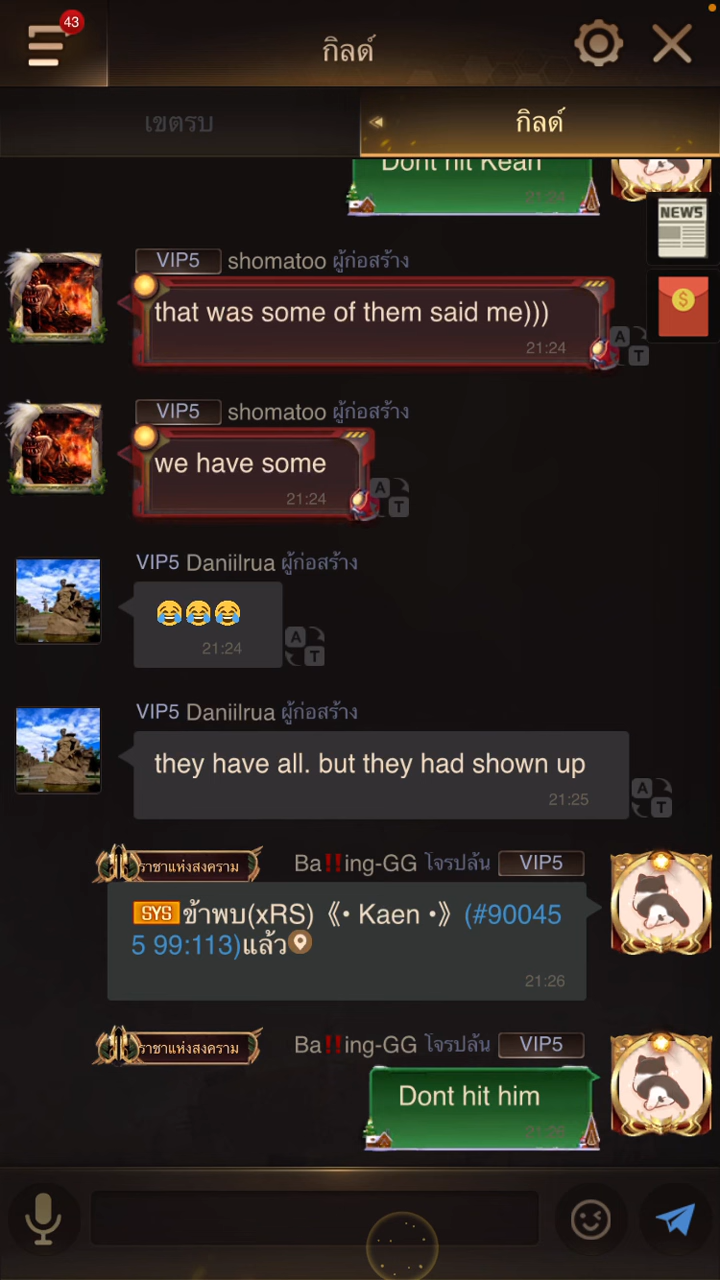 43
กิลด์
เขตรบ
กิลด์
Dont hit Kean
21:24
NEWS
VIP5 shomatoo ผู้ก่อสร้าง
that was some of them said me)))
21:24
A
T
VIP5 shomatoo ผู้ก่อสร้าง
we have some
21:24
A
T
VIP5 Daniilrua ผู้ก่อสร้าง
😂😂😂
21:24
A
T
VIP5 Daniilrua ผู้ก่อสร้าง
they have all. but they had shown up
21:25
A
T
ราชาแห่งสงคราม Ba‼️ing-GG โจรปล้น VIP5
SYS ข้าพบ(xRS)《• Kaen •》(#90045
5 99:113)แล้ว
21:26
ราชาแห่งสงคราม Ba‼️ing-GG โจรปล้น VIP5
Dont hit him
21:26